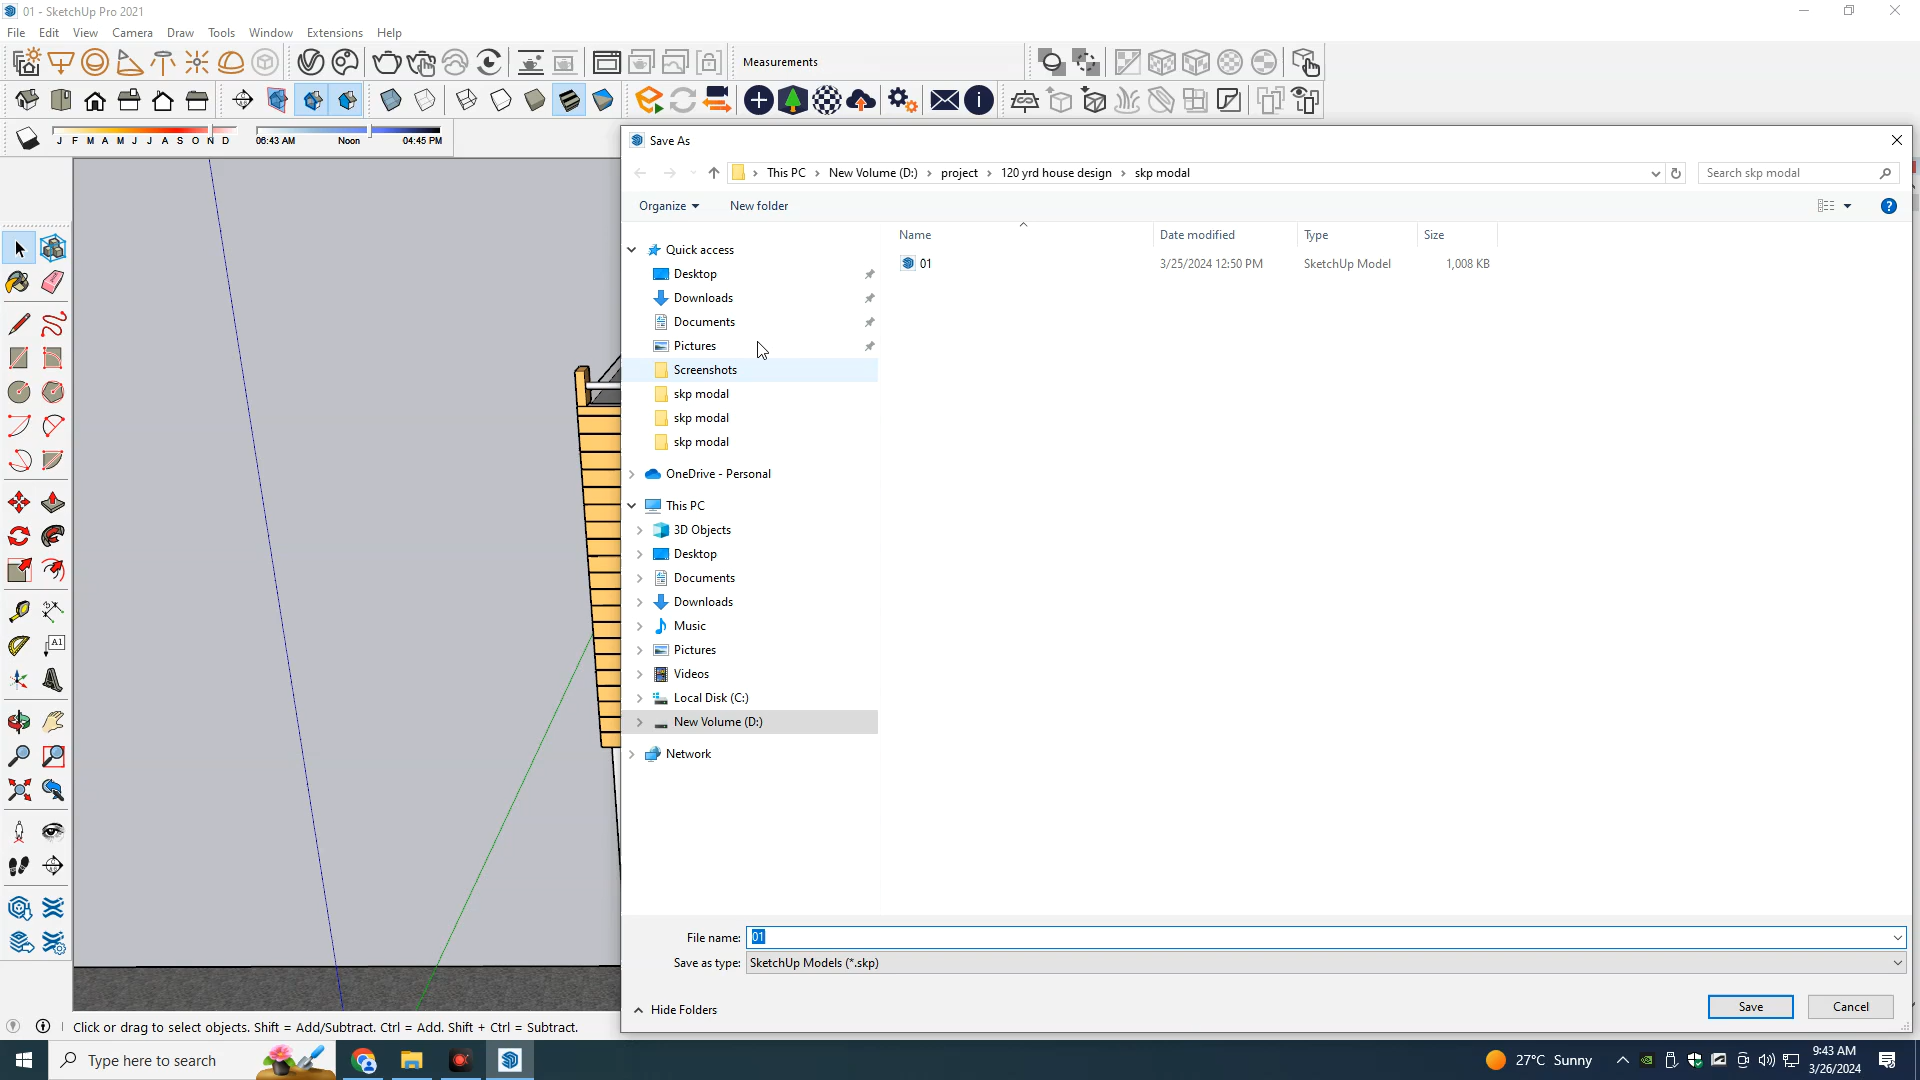 01 - SketchUp Pro 2021
File Edit View Camera Draw Tools Window Extensions Help
Measurements
J F M A M J J A S O N D
06:43 AM Noon 04:45 PM
Save As
This PC New Volume (D:) project 120 yrd house design skp modal
Search skp modal
Organize New folder
Name Date modified Type Size
01 3/25/2024 12:50 PM SketchUp Model 1,008 KB
Quick access
Desktop
Downloads
Documents
Pictures
Screenshots
skp modal
skp modal
skp modal
OneDrive - Personal
This PC
3D Objects
Desktop
Documents
Downloads
Music
Pictures
Videos
Local Disk (C:)
New Volume (D:)
Network
A1
File name: 01
Save as type: SketchUp Models (*.skp)
Hide Folders
Save Cancel
Click or drag to select objects. Shift = Add/Subtract. Ctrl = Add. Shift + Ctrl = Subtract.
Type here to search
27°C Sunny
9:43 AM
3/26/2024